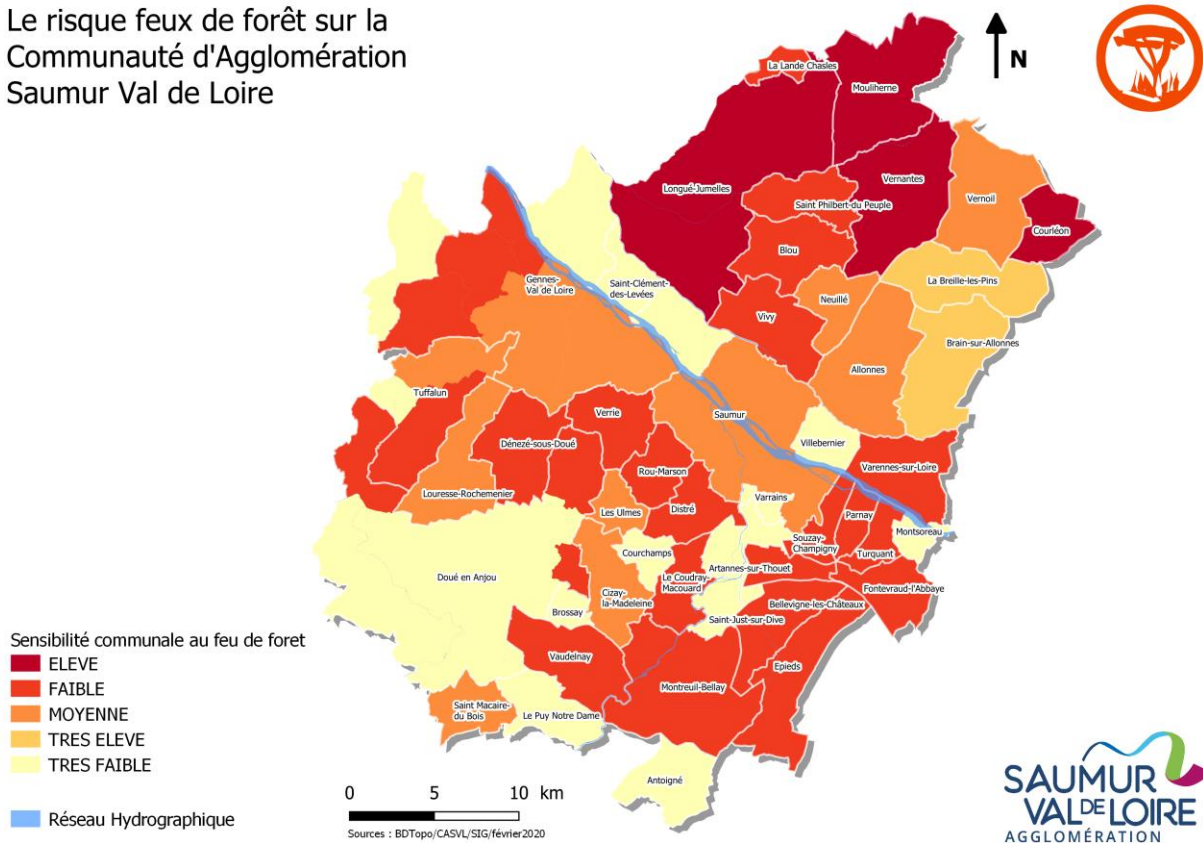 Le risque feux de forêt sur la
Communauté d'Agglomération
Saumur Val de Loire
N
La Lande Chasles
Mouliherne
Longué-Jumelles
Vernantes
Saint Philbert-du Peuple
Vernoil
Courléon
Blou
La Breille-les-Pins
Gennes-
Val de Loire
Saint-Clément-
des-Levées
Neuillé
Vivy
Brain-sur-Allonnes
Allonnes
Tuffalun
Verrie
Saumur
Dénezé-sous-Doué
Villebernier
Rou-Marson
Varennes-sur-Loire
Louresse-Rochemenier
Varrains
Les Ulmes
Distré
Parnay
Montsoreau
Souzay-
Champigny
Courchamps
Turquant
Doué en Anjou
Le Coudray-
Macouard
Artannes-sur-Thouet
Fontevraud-l'Abbaye
Cizay-
la-Madeleine
Brossay
Bellevigne-les-Châteaux
Saint-Just-sur-Dive
Vaudelnay
Epieds
Montreuil-Bellay
Saint Macaire-
du Bois
Le Puy Notre Dame
Antoigné
Sensibilité communale au feu de foret
ELEVE
FAIBLE
MOYENNE
TRES ELEVE
TRES FAIBLE
Réseau Hydrographique
0 5 10 km
Sources : BDTopo/CASVL/SIG/février2020
SAUMUR
VAL DE LOIRE
AGGLOMÉRATION